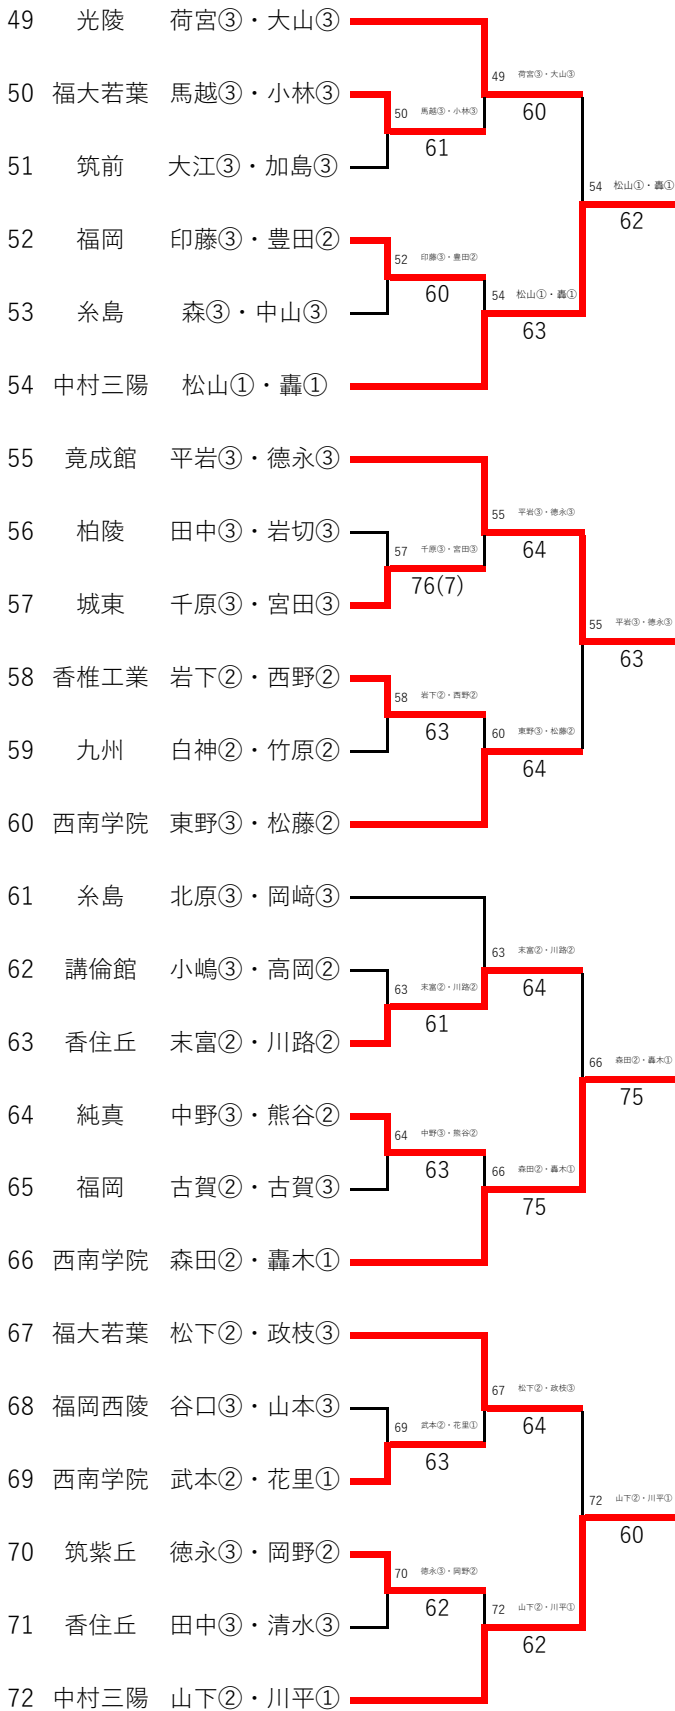 49 光陵 荷宮③・大山③
49 荷宮③・大山③
50 福大若葉 馬越③・小林③
60
50 馬越③・小林③
61
51 筑前 大江③・加島③
54 松山①・轟①
62
52 福岡 印藤③・豊田②
52 印藤③・豊田②
60
54 松山①・轟①
53 糸島 森③・中山③
63
54 中村三陽 松山①・轟①
55 竟成館 平岩③・德永③
55 平岩③・德永③
56 柏陵 田中③・岩切③
64
57 千原③・宮田③
76(7)
57 城東 千原③・宮田③
55 平岩③・德永③
63
58 香椎工業 岩下②・西野②
58 岩下②・西野②
63
60 東野③・松藤②
59 九州 白神②・竹原②
64
60 西南学院 東野③・松藤②
61 糸島 北原③・岡﨑③
63 末富②・川路②
62 講倫館 小嶋③・高岡②
64
63 末富②・川路②
61
63 香住丘 末富②・川路②
66 森田②・轟木①
75
64 純真 中野③・熊谷②
64 中野③・熊谷②
63
66 森田②・轟木①
65 福岡 古賀②・古賀③
75
66 西南学院 森田②・轟木①
67 福大若葉 松下②・政枝③
67 松下②・政枝③
68 福岡西陵 谷口③・山本③
64
69 武本②・花里①
63
69 西南学院 武本②・花里①
72 山下②・川平①
60
70 筑紫丘 徳永③・岡野②
70 徳永③・岡野②
62
72 山下②・川平①
71 香住丘 田中③・清水③
62
72 中村三陽 山下②・川平①